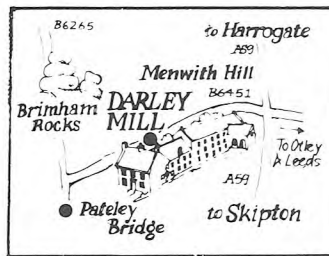 B6265
to Harrogate
A59
Menwith Hill
B6451
Brimham
Rocks
DARLEY
MILL
To Otley
& Leeds
A59
Pateley
Bridge
to Skipton